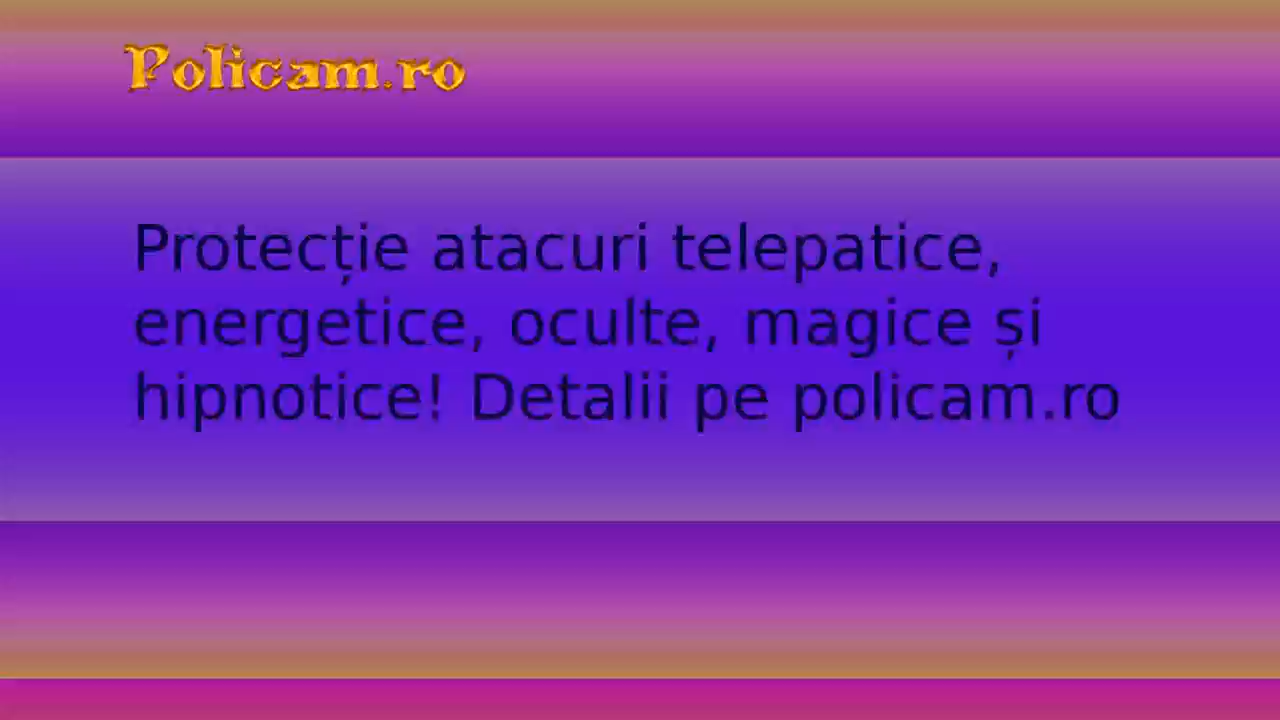 Policam.ro
Protecție atacuri telepatice,
energetice, oculte, magice și
hipnotice! Detalii pe policam.ro